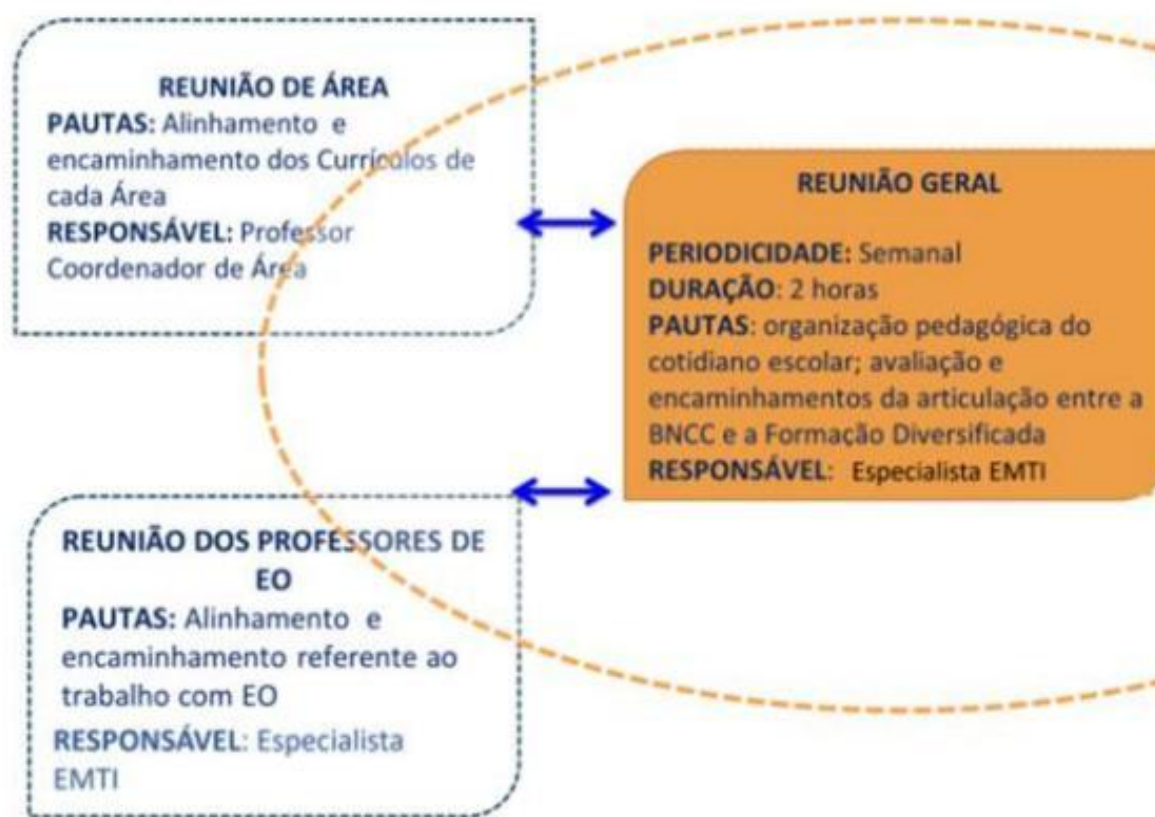 REUNIÃO DE ÁREA
PAUTAS: Alinhamento e
encaminhamento dos Currículos de
cada Área
RESPONSÁVEL: Professor
Coordenador de Área
REUNIÃO GERAL
PERIODICIDADE: Semanal
DURAÇÃO: 2 horas
PAUTAS: organização pedagógica do
cotidiano escolar; avaliação e
encaminhamentos da articulação entre a
BNCC e a Formação Diversificada
RESPONSÁVEL: Especialista EMTI
REUNIÃO DOS PROFESSORES DE
EO
PAUTAS: Alinhamento e
encaminhamento referente ao
trabalho com EO
RESPONSÁVEL: Especialista
EMTI